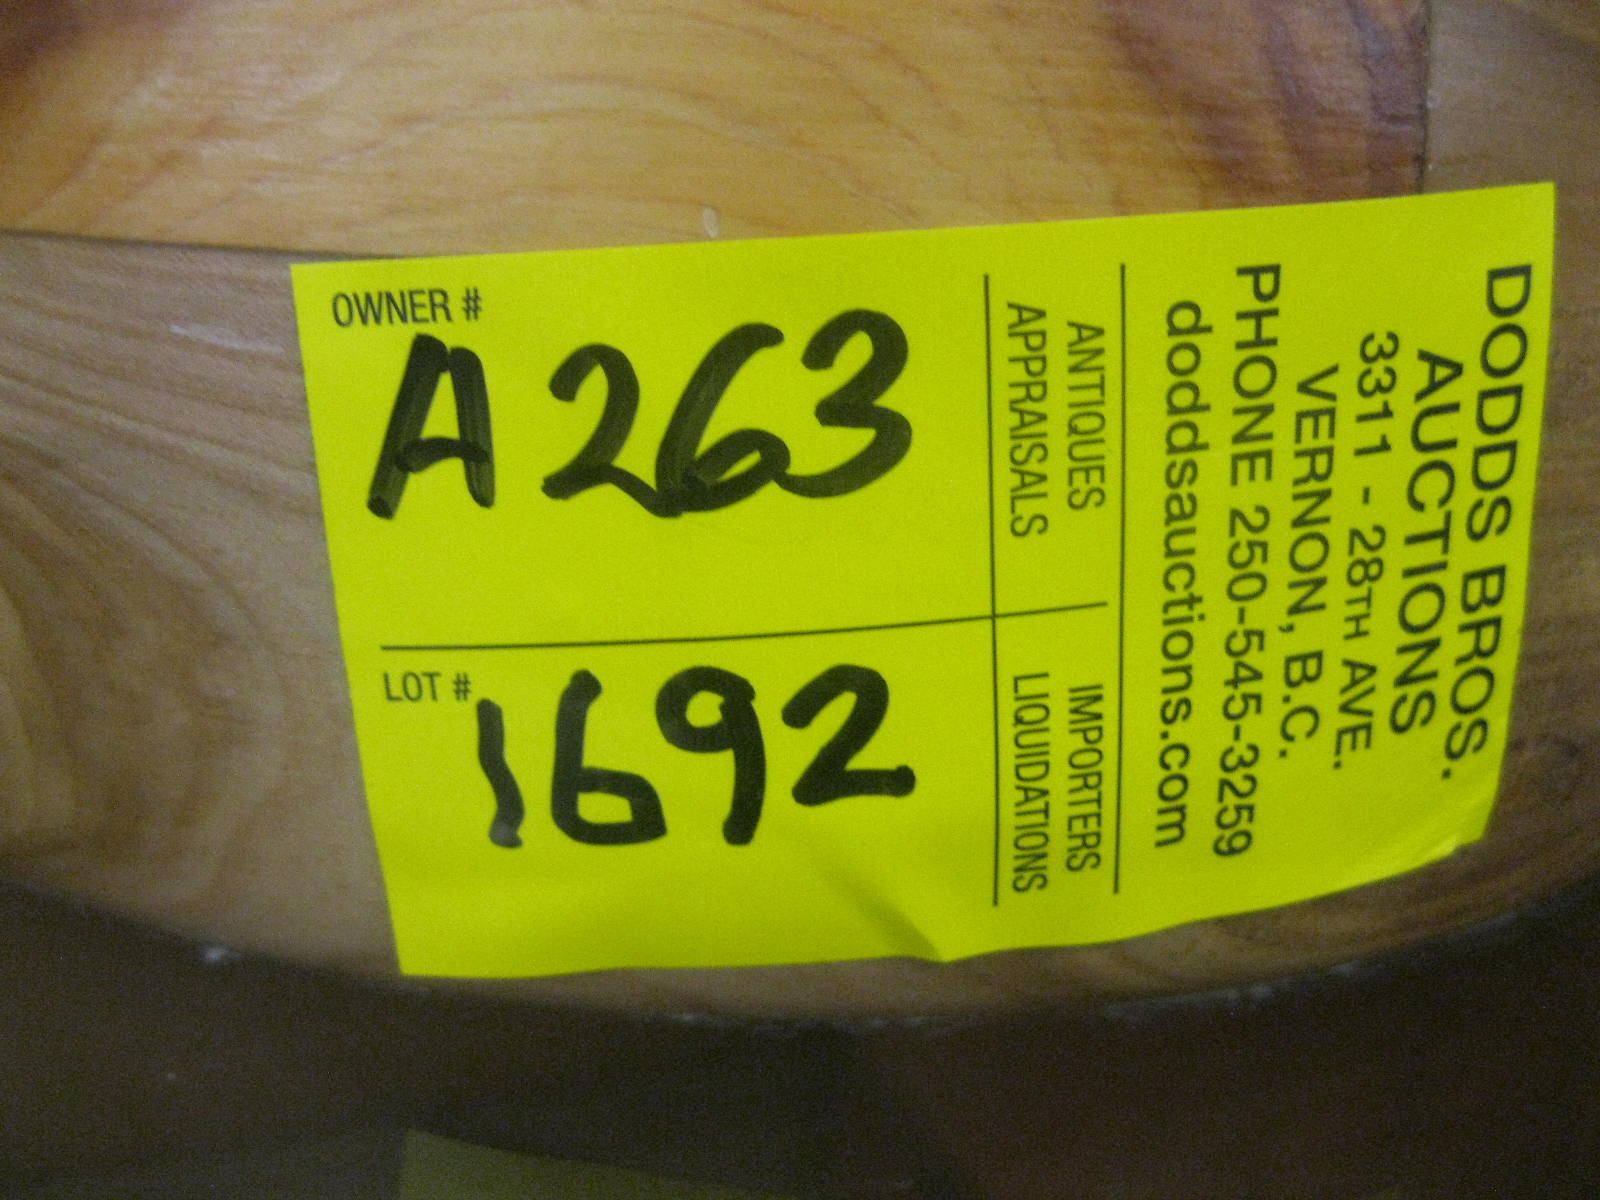 OWNER #
A 263
LOT #
1692
ANTIQUES
APPRAISALS
IMPORTERS
LIQUIDATIONS
DODDS BROS.
AUCTIONS
3311 - 28TH AVE.
VERNON, B.C.
PHONE 250-545-3259
doddsauctions.com